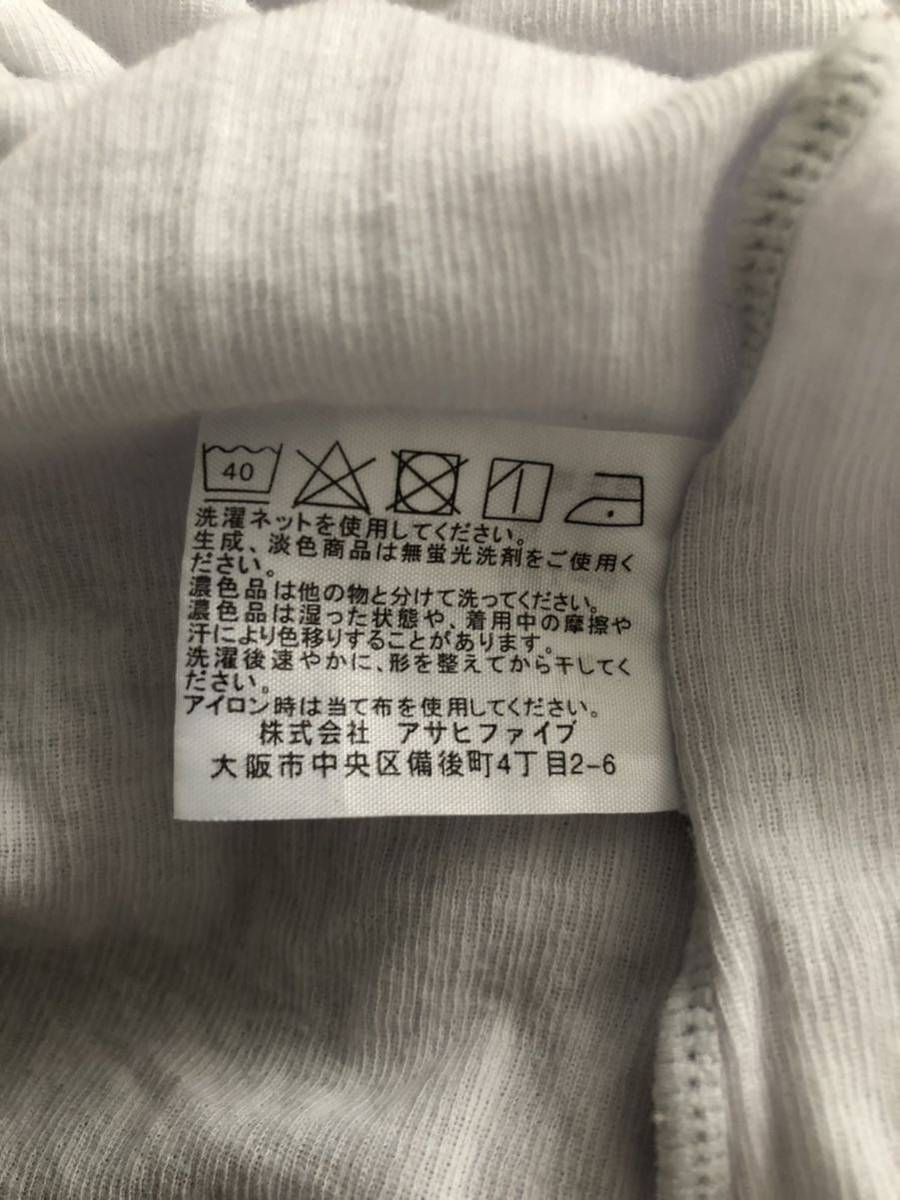 40
洗濯ネットを使用してください。
生成、淡色商品は無蛍光洗剤をご使用く
ださい。
濃色品は他の物と分けて洗ってください。
濃色品は湿った状態や、着用中の摩擦や
汗により色移りすることがあります。
洗濯後速やかに、形を整えてから干してく
ださい。
アイロン時は当て布を使用してください。
株式会社 アサヒファイブ
大阪市中央区備後町4丁目2-6